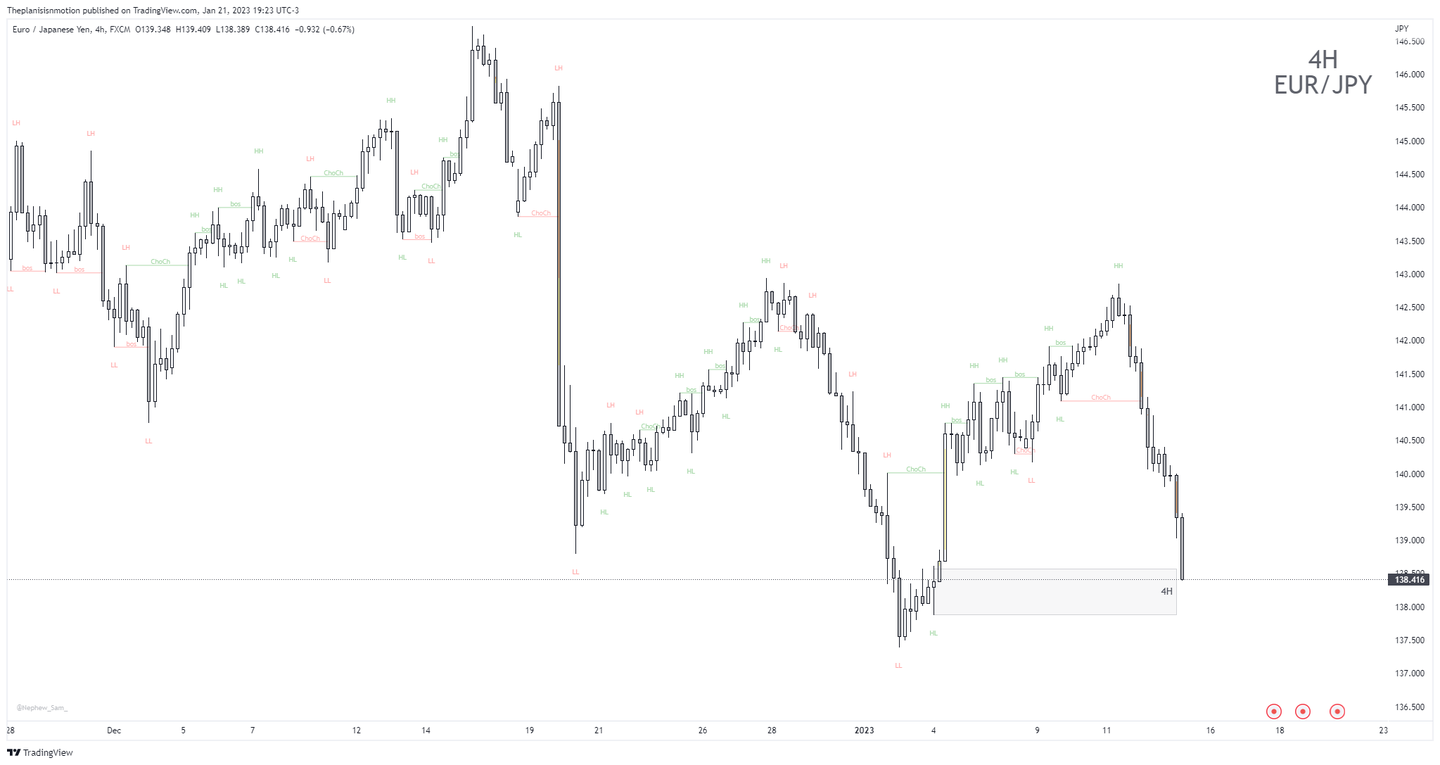 Theplanisinmotion published on TradingView.com, Jan 21, 2023 19:23 UTC-3
Euro / Japanese Yen, 4h, FXCM O139.348 H139.409 L138.389 C138.416 −0.932 (−0.67%)
JPY
4H
EUR/JPY
146.500
146.000
145.500
145.000
144.500
144.000
143.500
143.000
142.500
142.000
141.500
141.000
140.500
140.000
139.500
139.000
138.500
138.416
138.000
137.500
137.000
136.500
LH
LL
bos
LL
LH
bos
LH
LL
bos
ChoCh
LL
HH
bos
HH
HL
HL
bos
HH
HL
HL
ChoCh
LH
LL
ChoCh
HH
HL
bos
LH
LL
ChoCh
HH
bos
HL
ChoCh
LH
LL
LH
HL
HL
LH
ChoCh
HL
HH
bos
HL
HH
bos
HL
HH
bos
HH
HL
LH
ChoCh
LH
LH
LH
LL
ChoCh
HL
HH
bos
HH
HL
bos
HH
HL
bos
ChoCh
LL
HH
bos
HL
ChoCh
HH
4H
@Nephew_Sam_
28
Dec
5
7
12
14
19
21
26
28
2023
4
9
11
16
18
23
TradingView